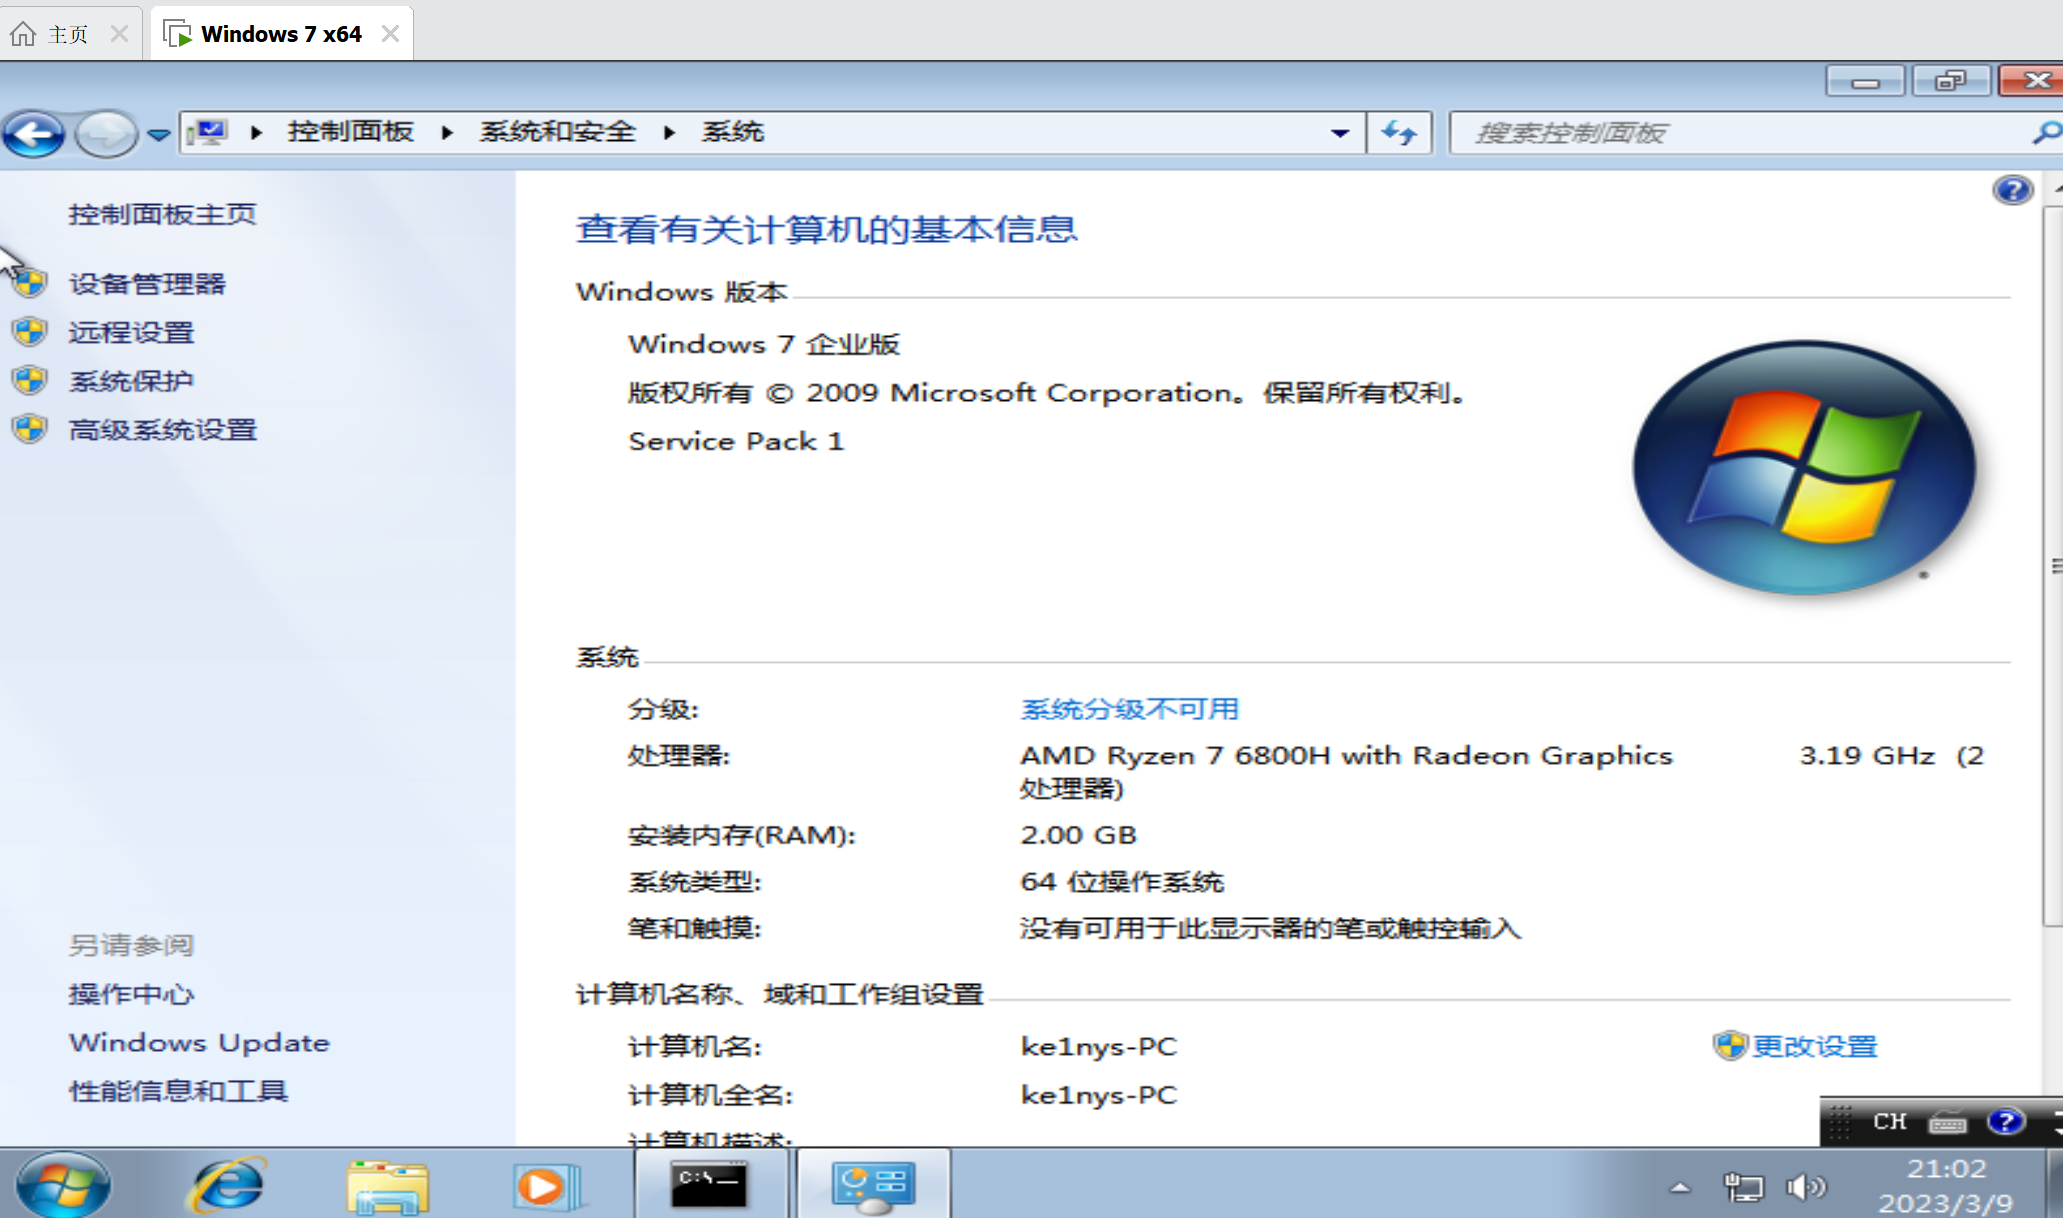 主页
Windows 7 x64
控制面板 系统和安全 系统
搜索控制面板
控制面板主页
设备管理器
远程设置
系统保护
高级系统设置
另请参阅
操作中心
Windows Update
性能信息和工具
查看有关计算机的基本信息
Windows 版本
Windows 7 企业版
版权所有 © 2009 Microsoft Corporation。保留所有权利。
Service Pack 1
系统
分级: 系统分级不可用
处理器: AMD Ryzen 7 6800H with Radeon Graphics 3.19 GHz (2
处理器)
安装内存(RAM): 2.00 GB
系统类型: 64 位操作系统
笔和触摸: 没有可用于此显示器的笔或触控输入
计算机名称、域和工作组设置
计算机名: ke1nys-PC 更改设置
计算机全名: ke1nys-PC
计算机描述:
CH
C:\
21:02
2023/3/9